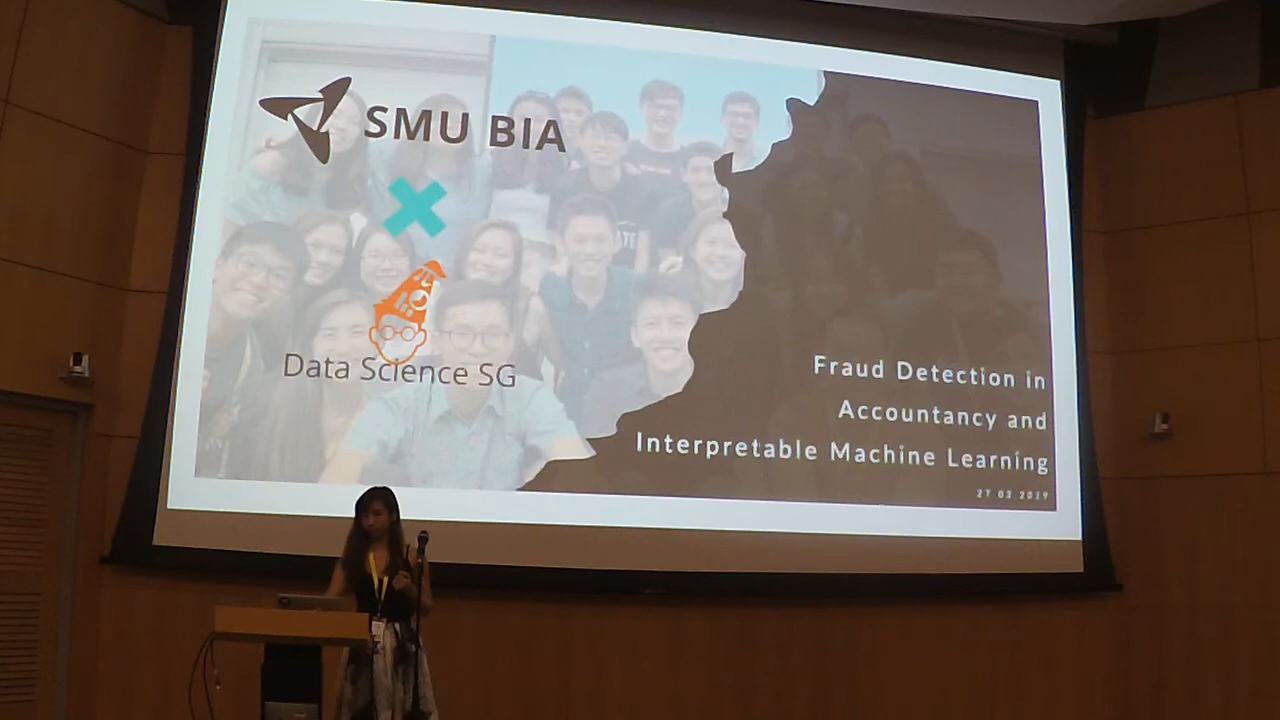 SMU BIA
Data Science SG
Fraud Detection in
Accountancy and
Interpretable Machine Learning
27 03 2019